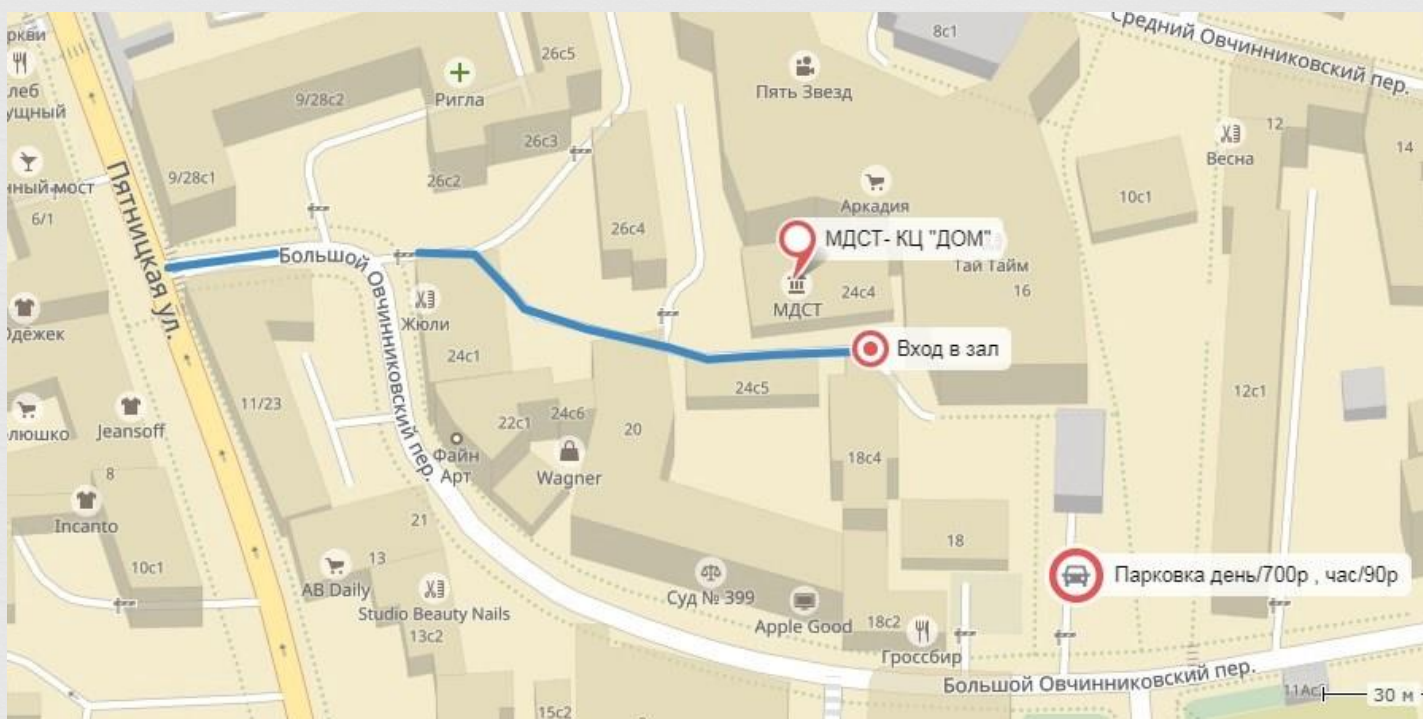 Средний Овчинниковский пер.
8с1
26с5
9/28с2
Ригла
Пять Звезд
12
14
Весна
26с3
9/28с1
26с2
10с1
6/1
Аркадия
26с4
МДСТ- КЦ "ДОМ"
Пятницкая ул.
Большой Овчинниковский пер.
Тай Тайм
МДСТ
24с4
16
Жюли
24с1
Вход в зал
24с5
12с1
11/23
Jeansoff
22с1
24с6
20
Файн
Арт
Wagner
18с4
8
Incanto
21
18
10с1
13
AB Daily
Studio Beauty Nails
13с2
Суд № 399
Apple Good
18с2
Гроссбир
Парковка день/700р , час/90р
Большой Овчинниковский пер.
30 м
15с2